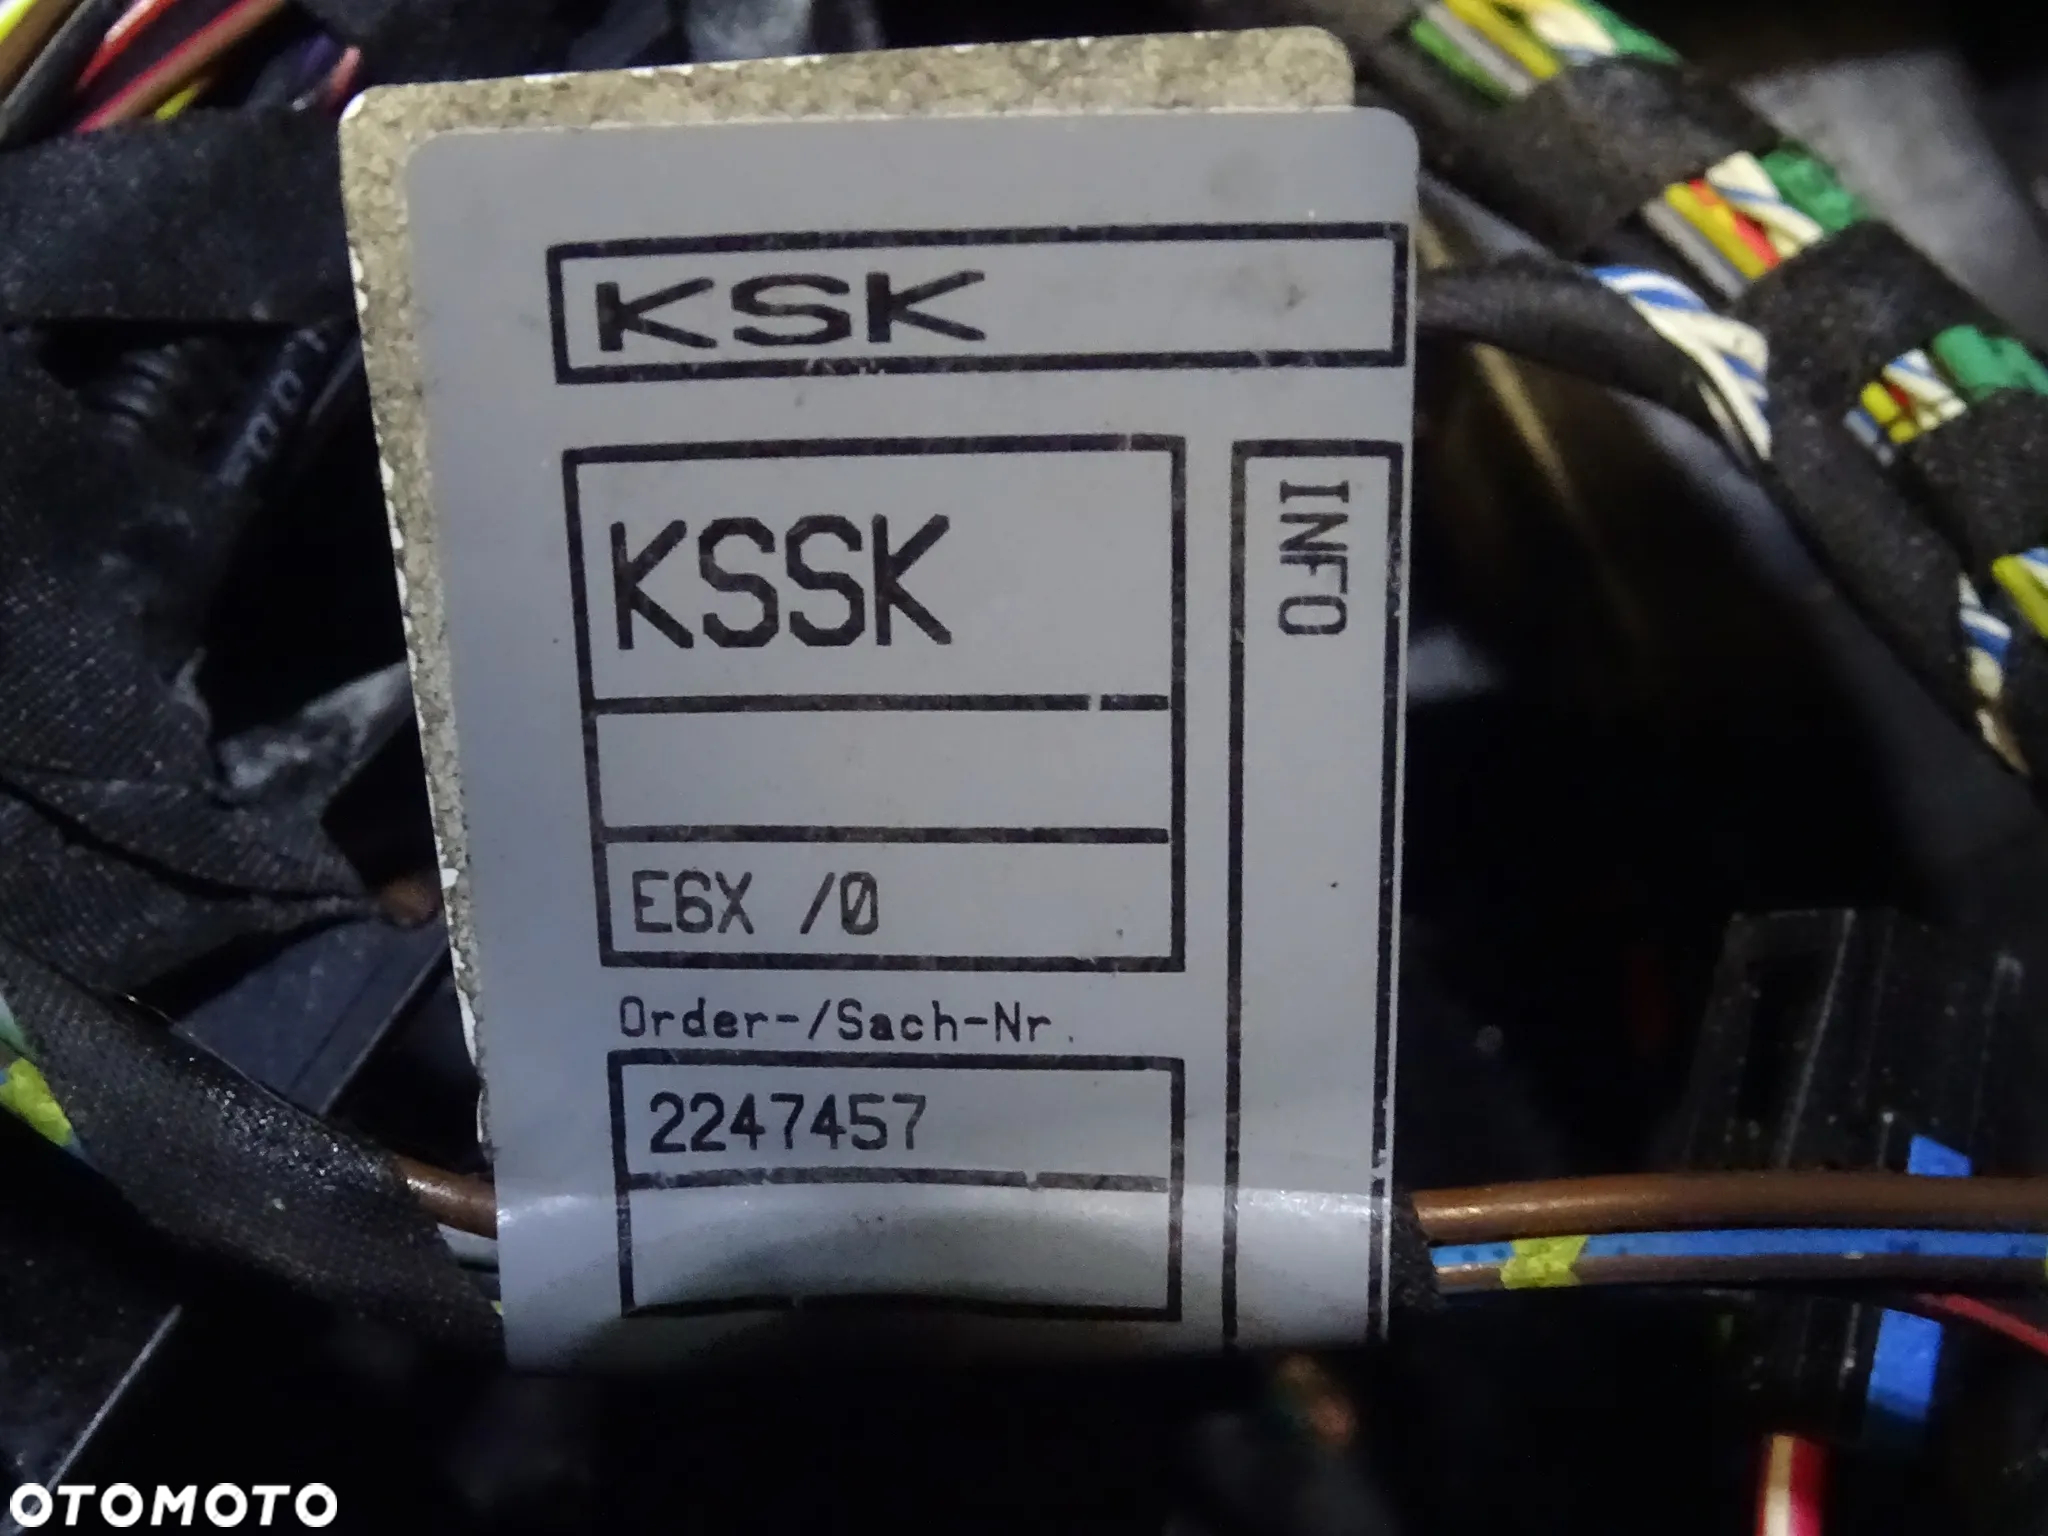 KSK
KSSK
INFO
E6X /0
Order-/Sach-Nr.
2247457
OTOMOTO